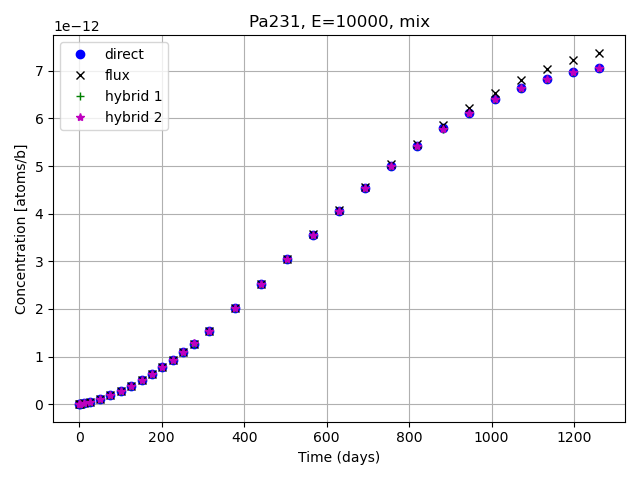 Pa231, E=10000, mix
1e−12
direct
flux
hybrid 1
hybrid 2
7
6
5
4
3
2
1
0
Concentration [atoms/b]
0 200 400 600 800 1000 1200
Time (days)